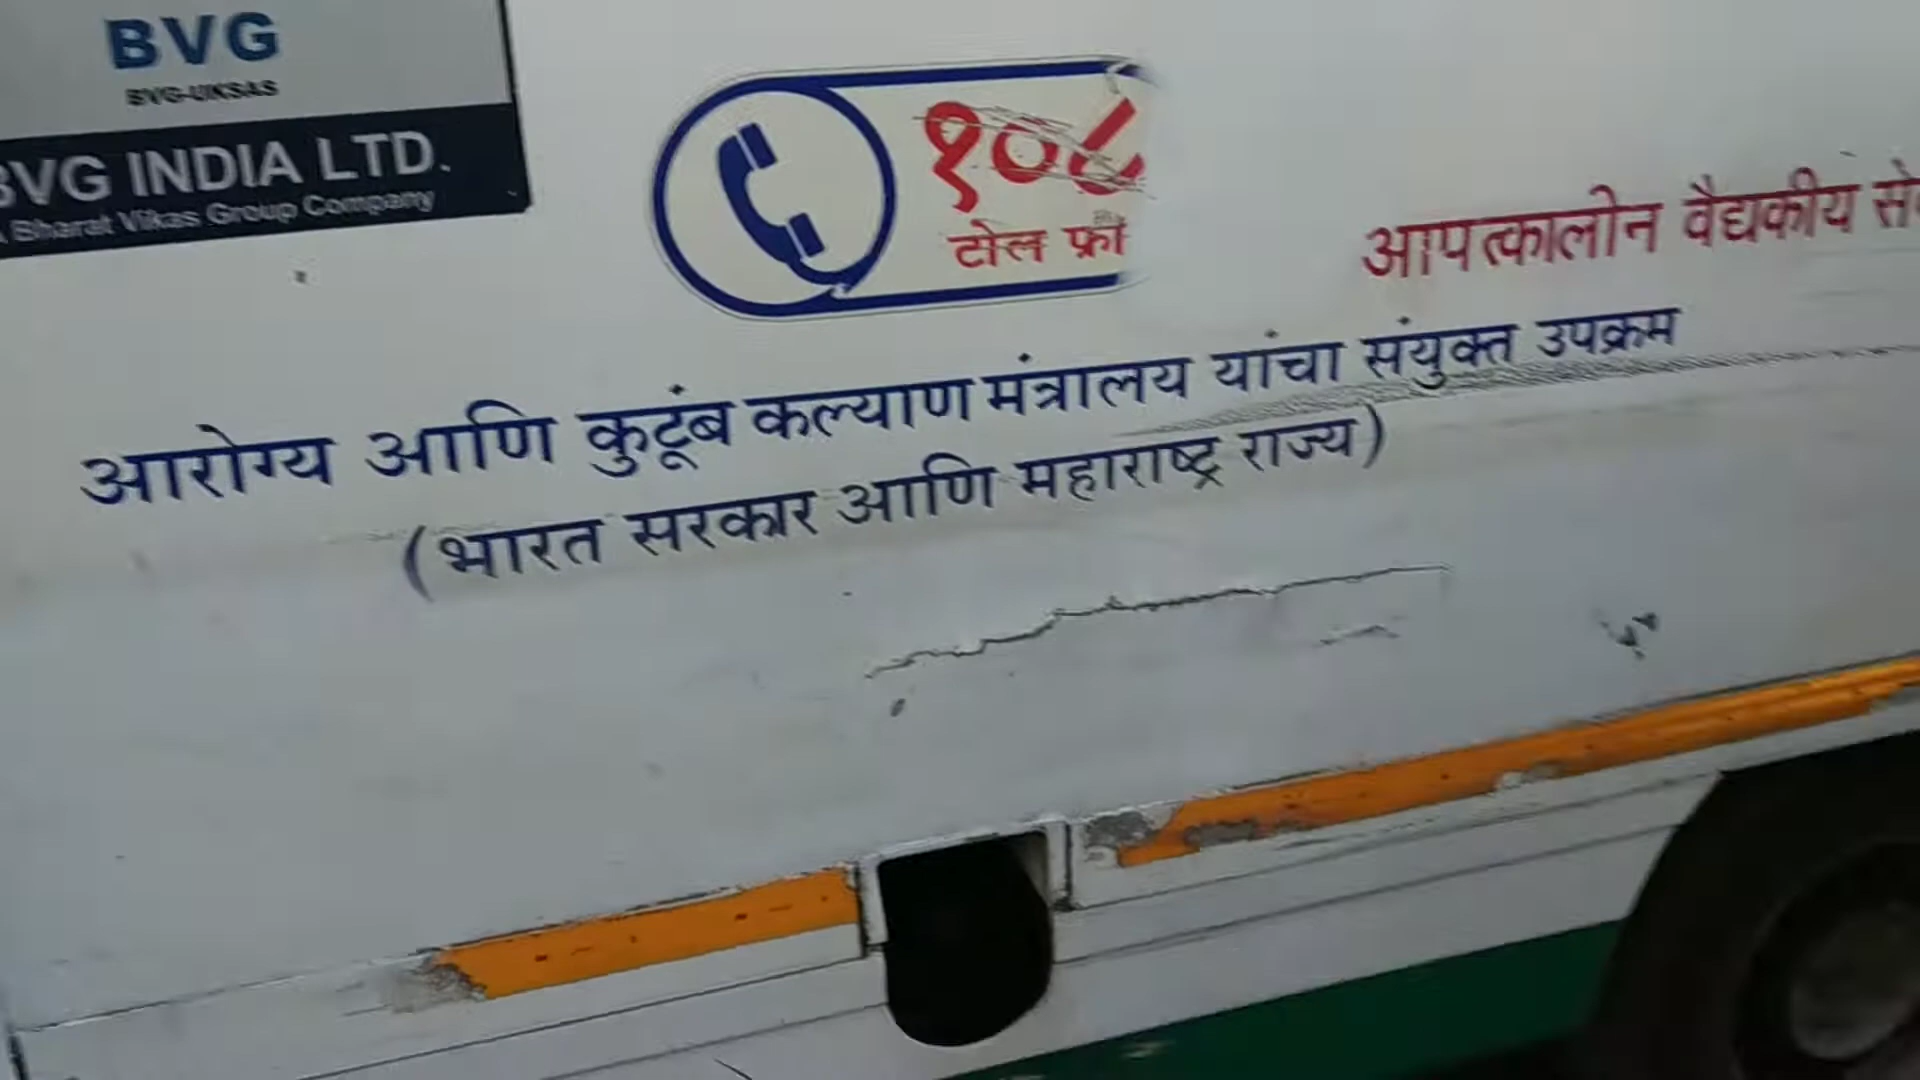 BVG
BVG-UKSAS
BVG INDIA LTD.
A Bharat Vikas Group Company
१०८
टोल फ्री
आपत्कालीन वैद्यकीय
आरोग्य आणि कुटूंब कल्याण मंत्रालय यांचा संयुक्त उपक्रम
(भारत सरकार आणि महाराष्ट्र राज्य)